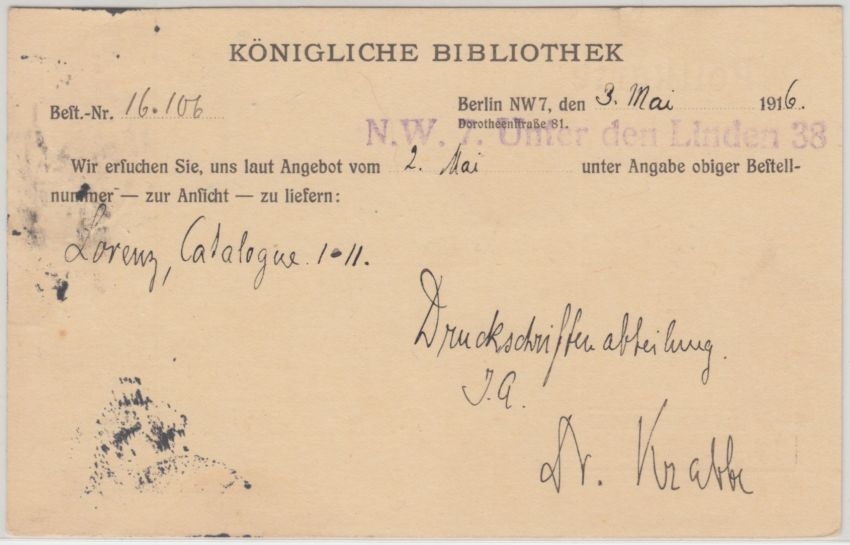 KÖNIGLICHE BIBLIOTHEK
Beſt.-Nr. 16.106
Berlin NW7, den 3. Mai 1916.
Dorotheenſtraße 81.
N.W. 7. Unter den Linden 38
Wir erſuchen Sie, uns laut Angebot vom 2. Mai unter Angabe obiger Beſtell-
nummer — zur Anſicht — zu liefern:
Lorenz, Catalogue 1-11.
Druckschriftenabteilung.
I.A.
Dr. Krabbe